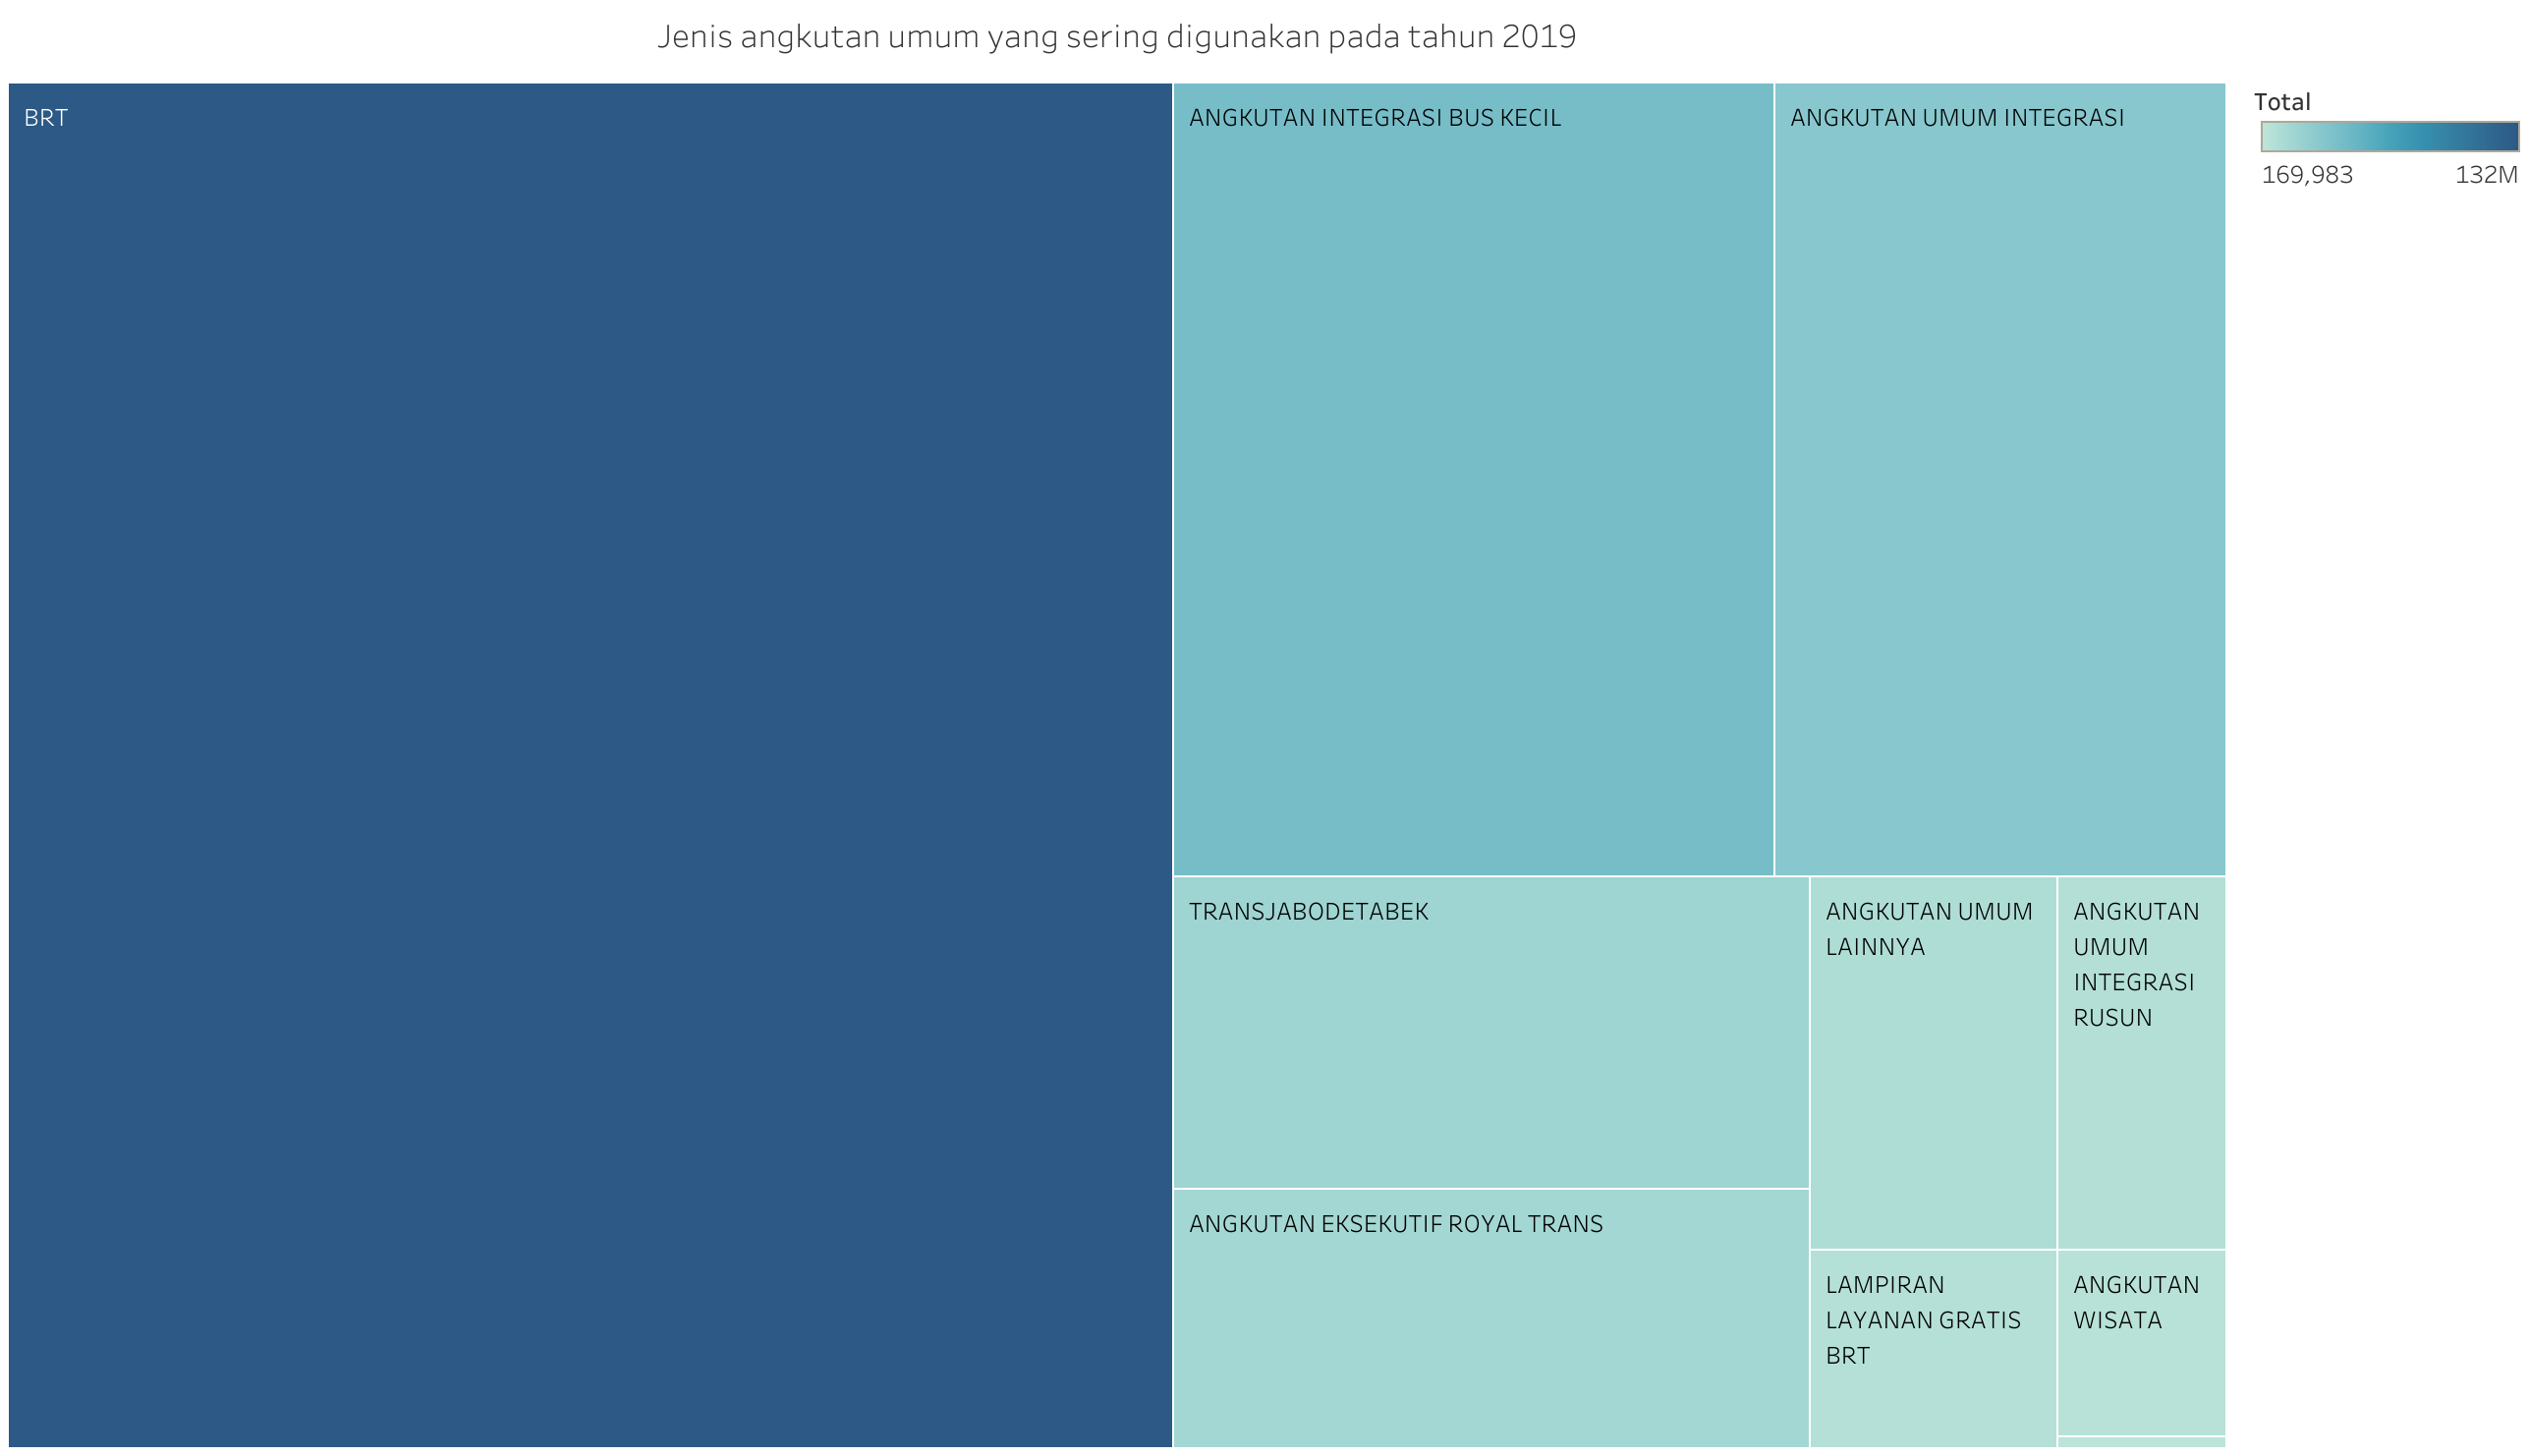 Jenis angkutan umum yang sering digunakan pada tahun 2019
BRT
ANGKUTAN INTEGRASI BUS KECIL
ANGKUTAN UMUM INTEGRASI
TRANSJABODETABEK
ANGKUTAN UMUM
LAINNYA
ANGKUTAN
UMUM
INTEGRASI
RUSUN
ANGKUTAN EKSEKUTIF ROYAL TRANS
LAMPIRAN
LAYANAN GRATIS
BRT
ANGKUTAN
WISATA
Total
169,983 132M